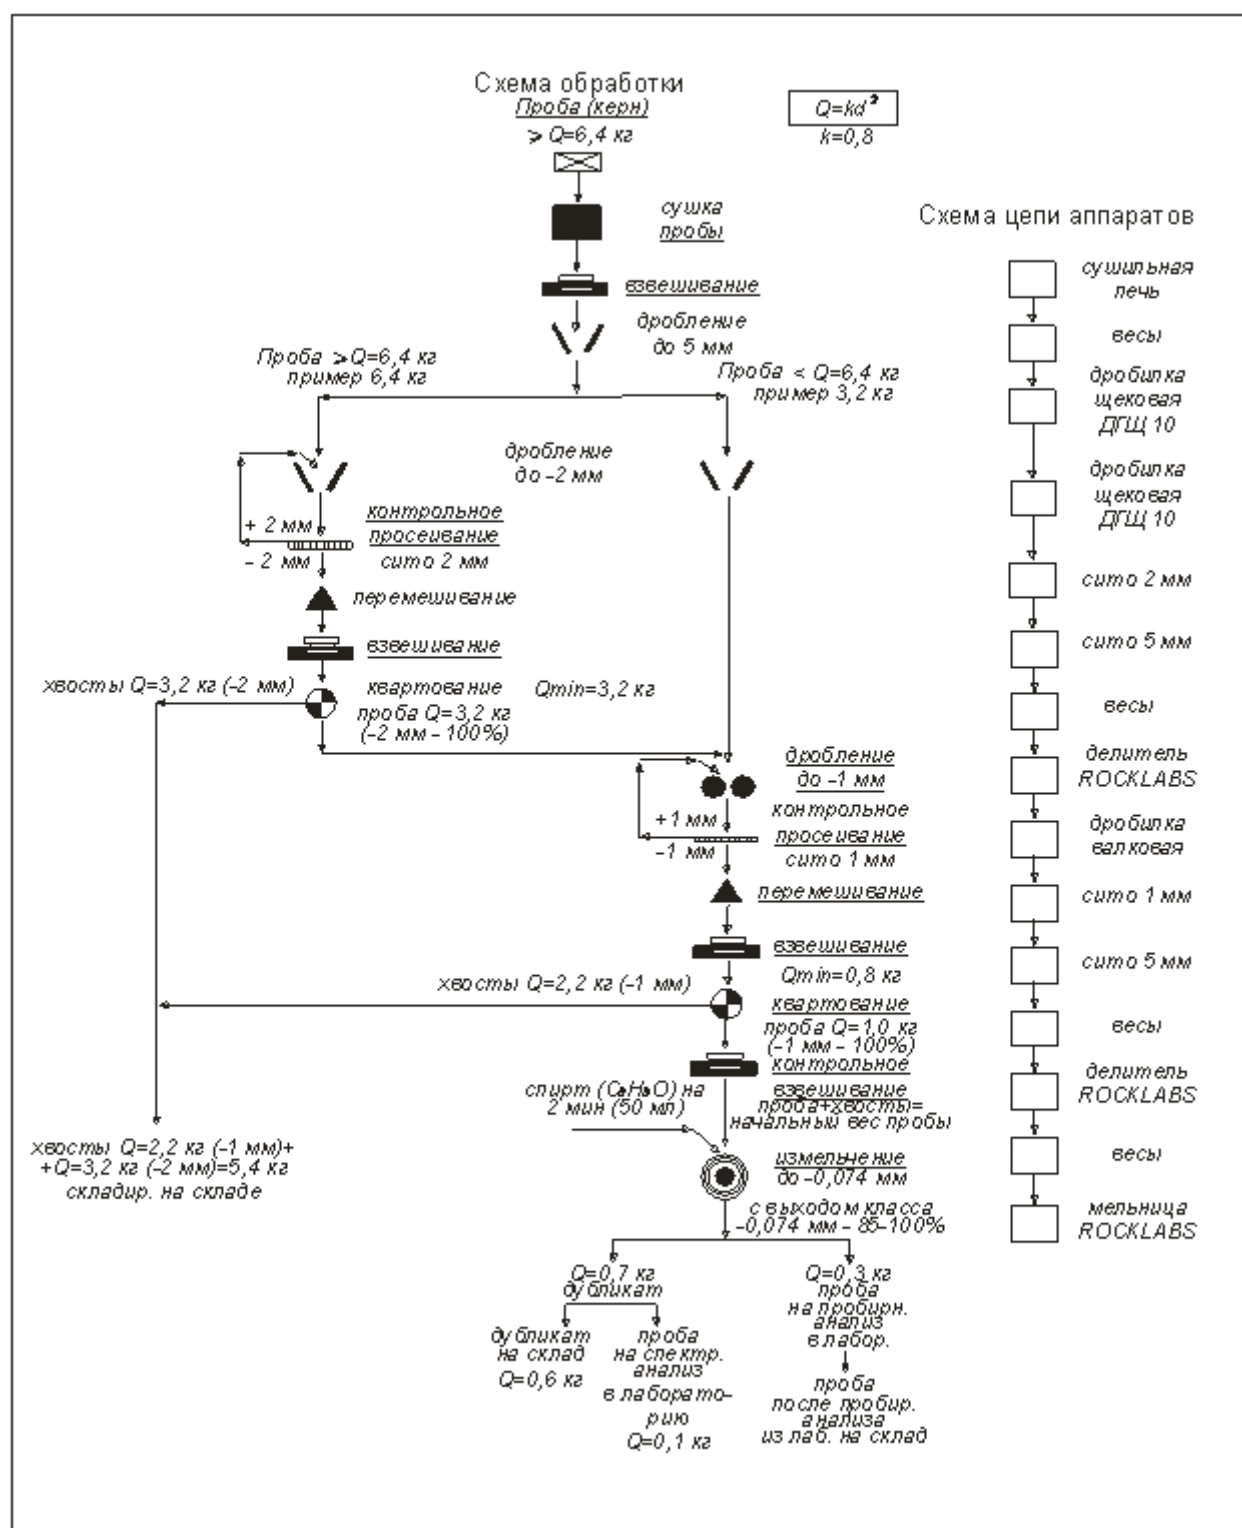 Схема обработки
Проба (керн)
⩾ Q=6,4 кг
Q=kd²
k=0,8
сушка
пробы
взвешивание
дробление
до 5 мм
Проба ⩾ Q=6,4 кг
пример 6,4 кг
Проба < Q=6,4 кг
пример 3,2 кг
дробление
до -2 мм
+ 2 мм
- 2 мм
контрольное
просеивание
сито 2 мм
перемешивание
взвешивание
хвосты Q=3,2 кг (-2 мм)
квартование
проба Q=3,2 кг
(-2 мм - 100%)
Qmin=3,2 кг
дробление
до -1 мм
+1 мм
-1 мм
контрольное
просеивание
сито 1 мм
перемешивание
взвешивание
Qmin=0,8 кг
хвосты Q=2,2 кг (-1 мм)
квартование
проба Q=1,0 кг
(-1 мм - 100%)
контрольное
взвешивание
проба+хвосты=
начальный вес пробы
спирт (C₂H₆O) на
2 мин (50 мл)
хвосты Q=2,2 кг (-1 мм)+
+Q=3,2 кг (-2 мм)=5,4 кг
складир. на складе
измельчение
до -0,074 мм
с выходом класса
-0,074 мм - 85-100%
Q=0,7 кг
дубликат
дубликат
на склад
Q=0,6 кг
проба
на спектр.
анализ
в лаборато-
рию
Q=0,1 кг
Q=0,3 кг
проба
на пробирн.
анализ
в лабор.
проба
после пробир.
анализа
из лаб. на склад
Схема цепи аппаратов
сушильная
печь
весы
дробилка
щековая
ДГЩ 10
дробилка
щековая
ДГЩ 10
сито 2 мм
сито 5 мм
весы
делитель
ROCKLABS
дробилка
валковая
сито 1 мм
сито 5 мм
весы
делитель
ROCKLABS
весы
мельница
ROCKLABS